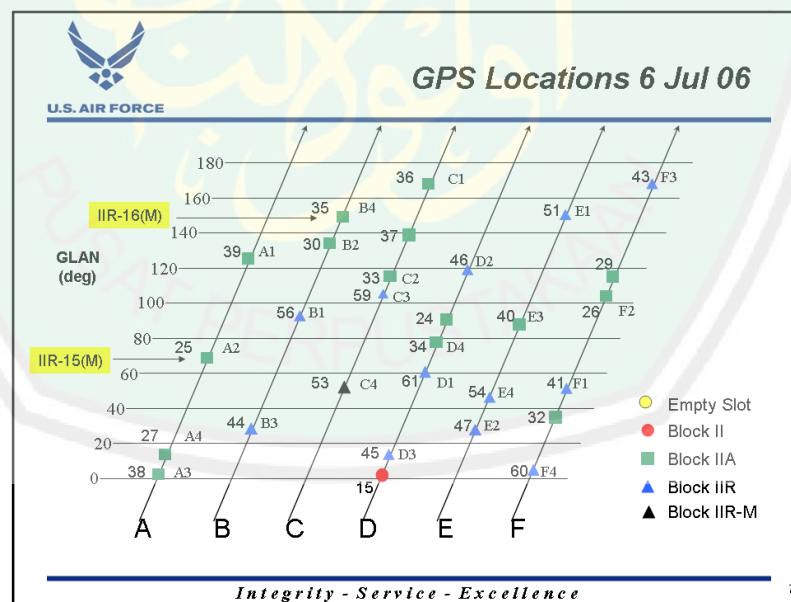 GPS Locations 6 Jul 06
U.S. AIR FORCE
180
160
140
120
100
80
60
40
20
0
GLAN
(deg)
IIR-16(M)
IIR-15(M)
39 A1
25 A2
27 A4
38 A3
35 B4
30 B2
56 B1
44 B3
36 C1
37
33 C2
59 C3
53 C4
46 D2
24
34 D4
61 D1
45 D3
15
51 E1
40 E3
54 E4
47 E2
43 F3
29
26 F2
41 F1
32
60 F4
A B C D E F
Empty Slot
Block II
Block IIA
Block IIR
Block IIR-M
Integrity - Service - Excellence
PUSAT PERPUSTAKAAN